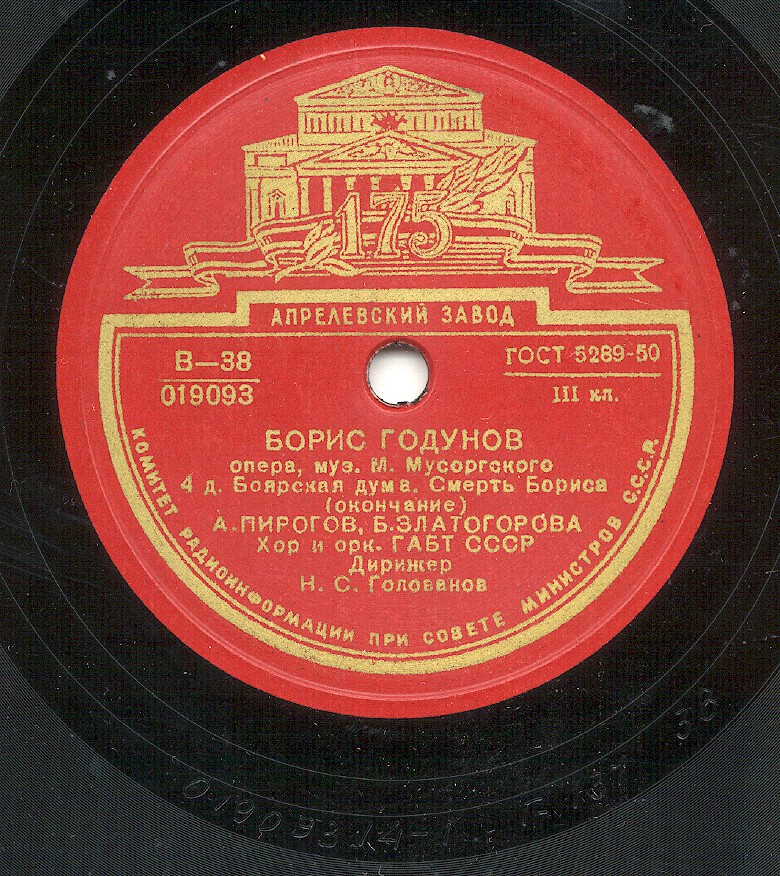 175
АПРЕЛЕВСКИЙ ЗАВОД
В—38
019093
ГОСТ 5289-50
III кл.
БОРИС ГОДУНОВ
опера, муз. М. Мусоргского
4 д. Боярская дума. Смерть Бориса
(окончание)
А. ПИРОГОВ, Б. ЗЛАТОГОРОВА
Хор и орк. ГАБТ СССР
Дирижер
Н. С. Голованов
КОМИТЕТ РАДИОИНФОРМАЦИИ ПРИ СОВЕТЕ МИНИСТРОВ С.С.С.Р.
38